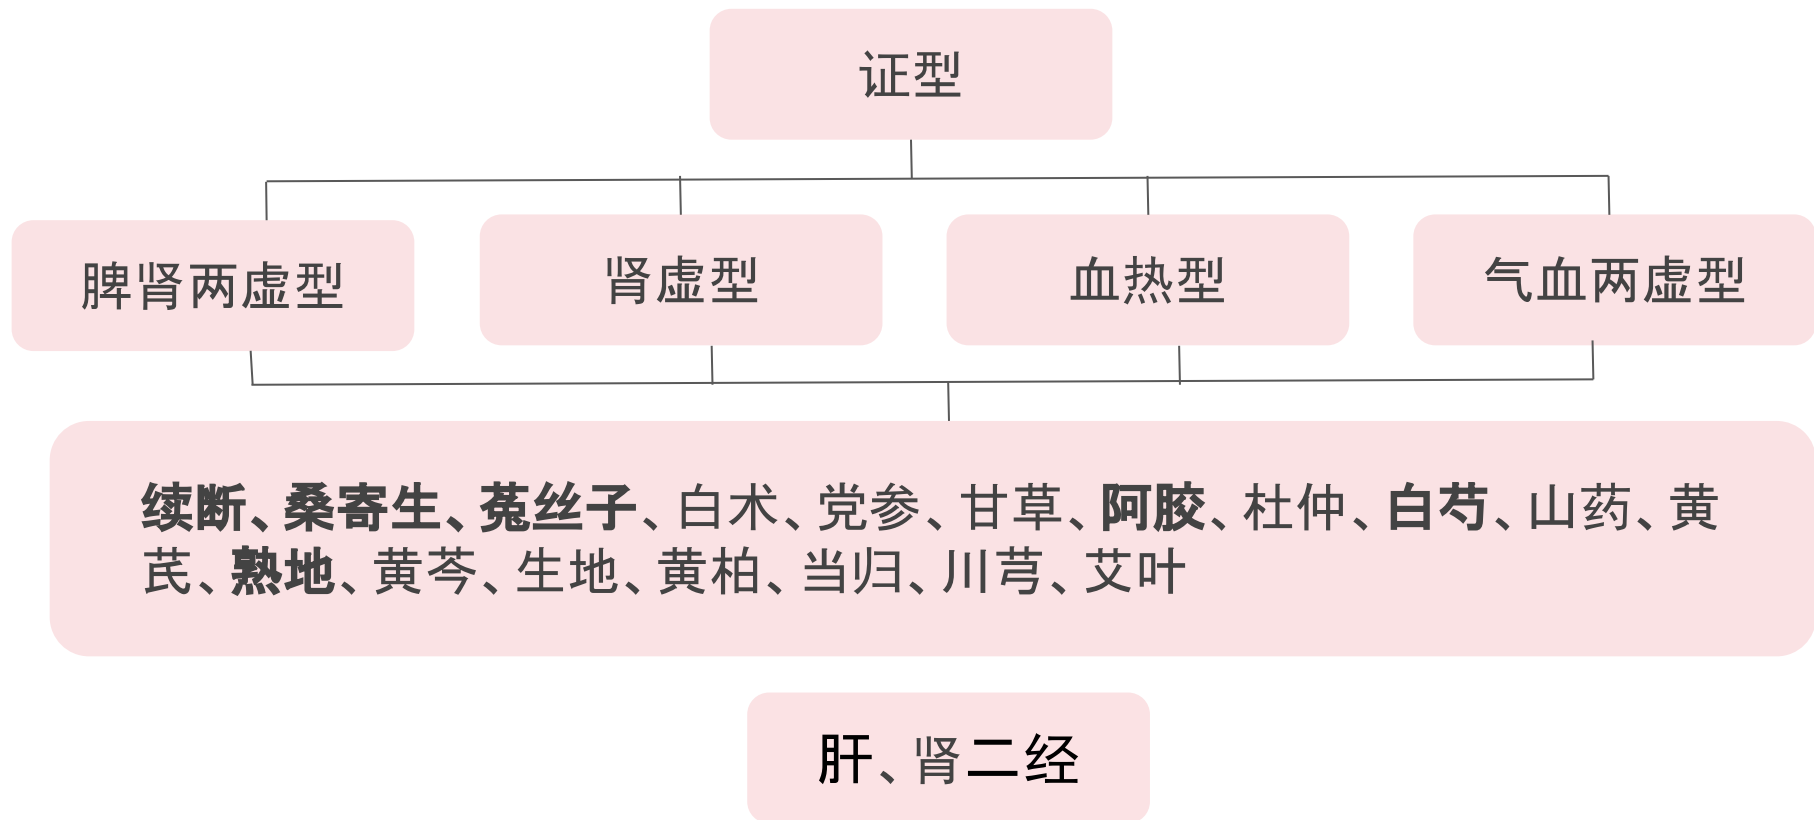 证型
脾肾两虚型
肾虚型
血热型
气血两虚型
续断、桑寄生、菟丝子、白术、党参、甘草、阿胶、杜仲、白芍、山药、黄
芪、熟地、黄芩、生地、黄柏、当归、川芎、艾叶
肝、肾二经